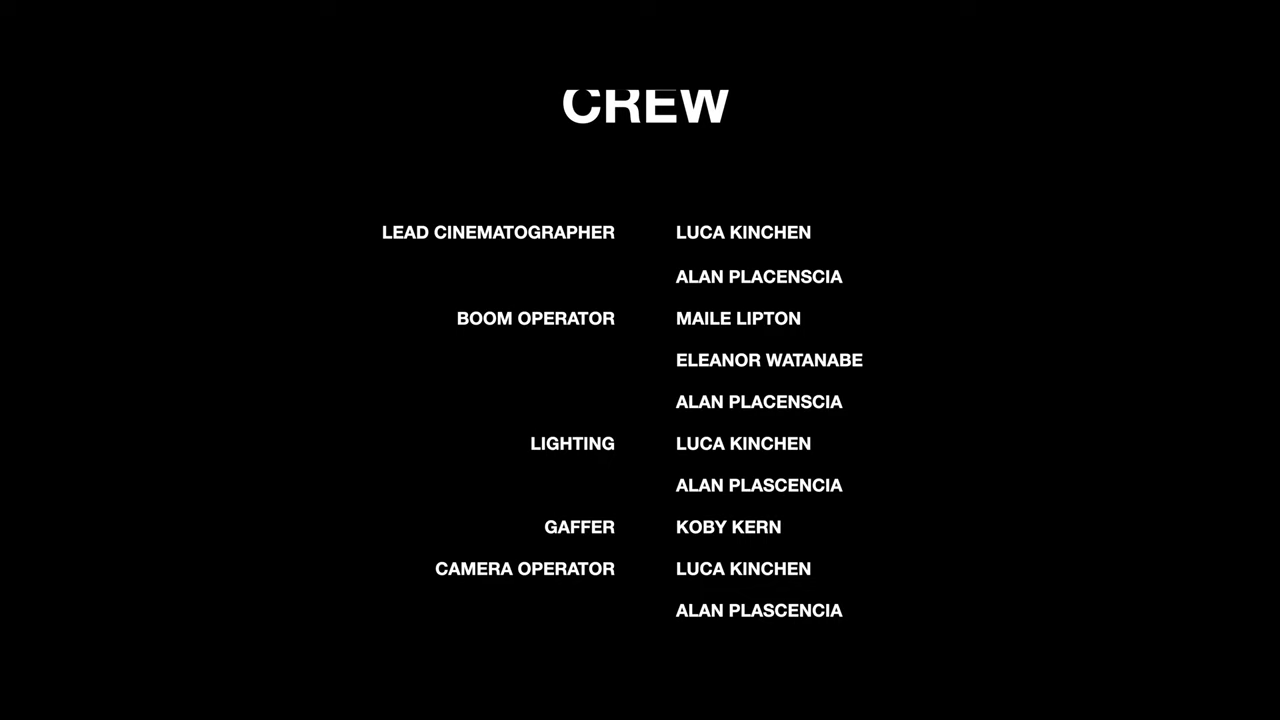 CREW
LEAD CINEMATOGRAPHER LUCA KINCHEN
ALAN PLACENSCIA
BOOM OPERATOR MAILE LIPTON
ELEANOR WATANABE
ALAN PLACENSCIA
LIGHTING LUCA KINCHEN
ALAN PLASCENCIA
GAFFER KOBY KERN
CAMERA OPERATOR LUCA KINCHEN
ALAN PLASCENCIA